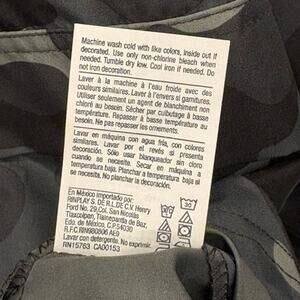 Machine wash cold with like colors, inside out if
decorated. Use only non-chlorine bleach when
needed. Tumble dry low. Cool iron if needed. Do
not iron decoration.
Laver à la machine à l'eau froide avec des
couleurs similaires. Laver à l'envers si garnitures.
Utiliser seulement un agent de blanchiment non
chloré au besoin. Sécher par culbutage à basse
température. Repasser à basse température au
besoin. Ne pas repasser les ornements.
Lavar en máquina con agua fría, con colores
similares. Lavar por el revés si presenta
decoración. Sólo usar blanqueador sin cloro
cuando se necesite. Secar en máquina a
temperatura baja. Planchar a temperatura baja si
se necesita. No planchar la decoración.
En México importado por:
RINPLAY S. DE R.L. DE C.V. Henry
Ford No. 29, Col. San Nicolás
Tlaxcolpan, Tlalnepantla de Baz,
Edo. de México, C.P. 54030
R.F.C. RIN980806 AE9
Lavar con detergente. No exprimir.
RN15763 CA00153
30